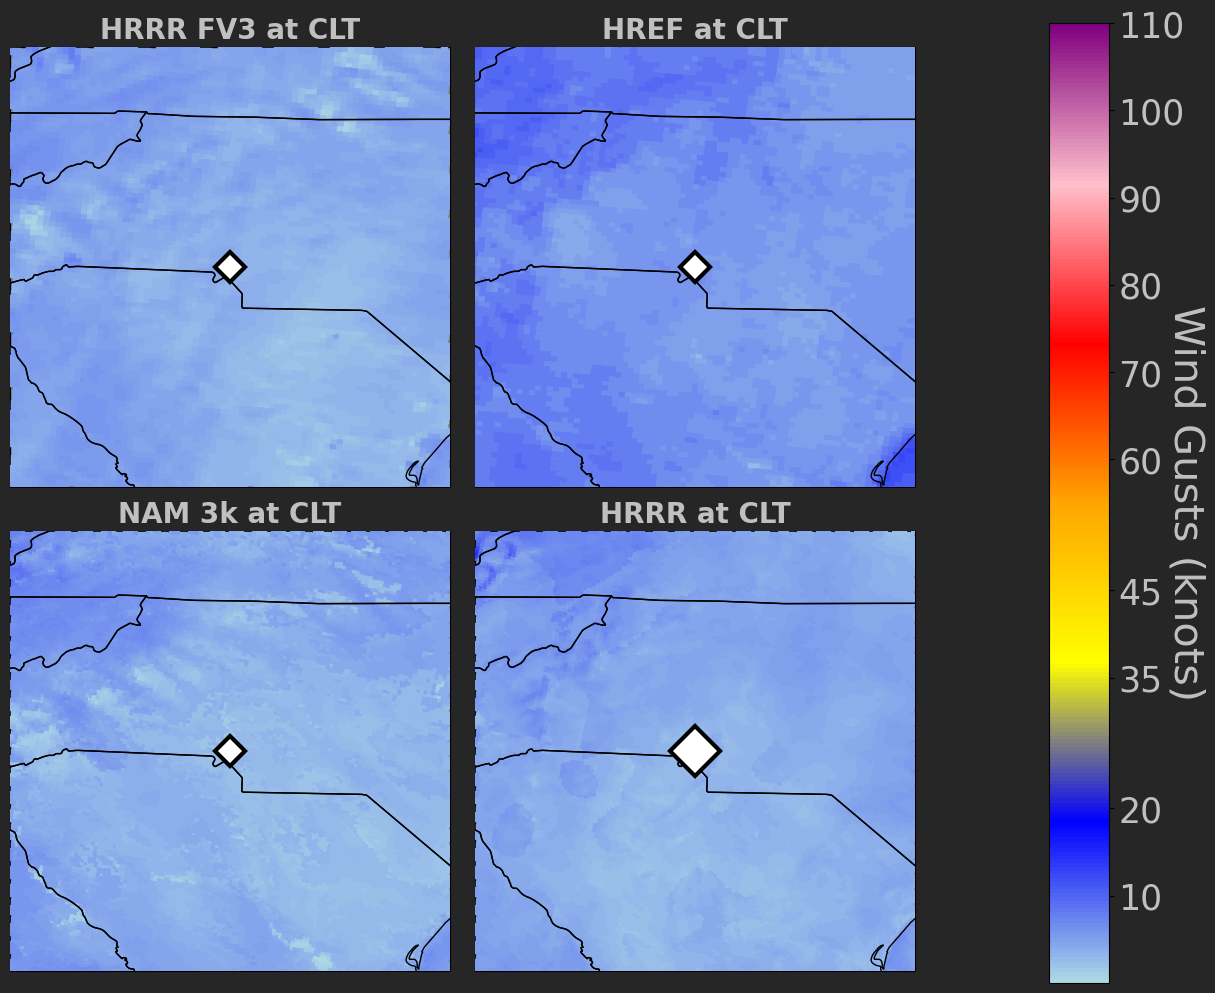 HRRR FV3 at CLT
HREF at CLT
NAM 3k at CLT
HRRR at CLT
110
100
90
80
70
60
45
35
20
10
Wind Gusts (knots)